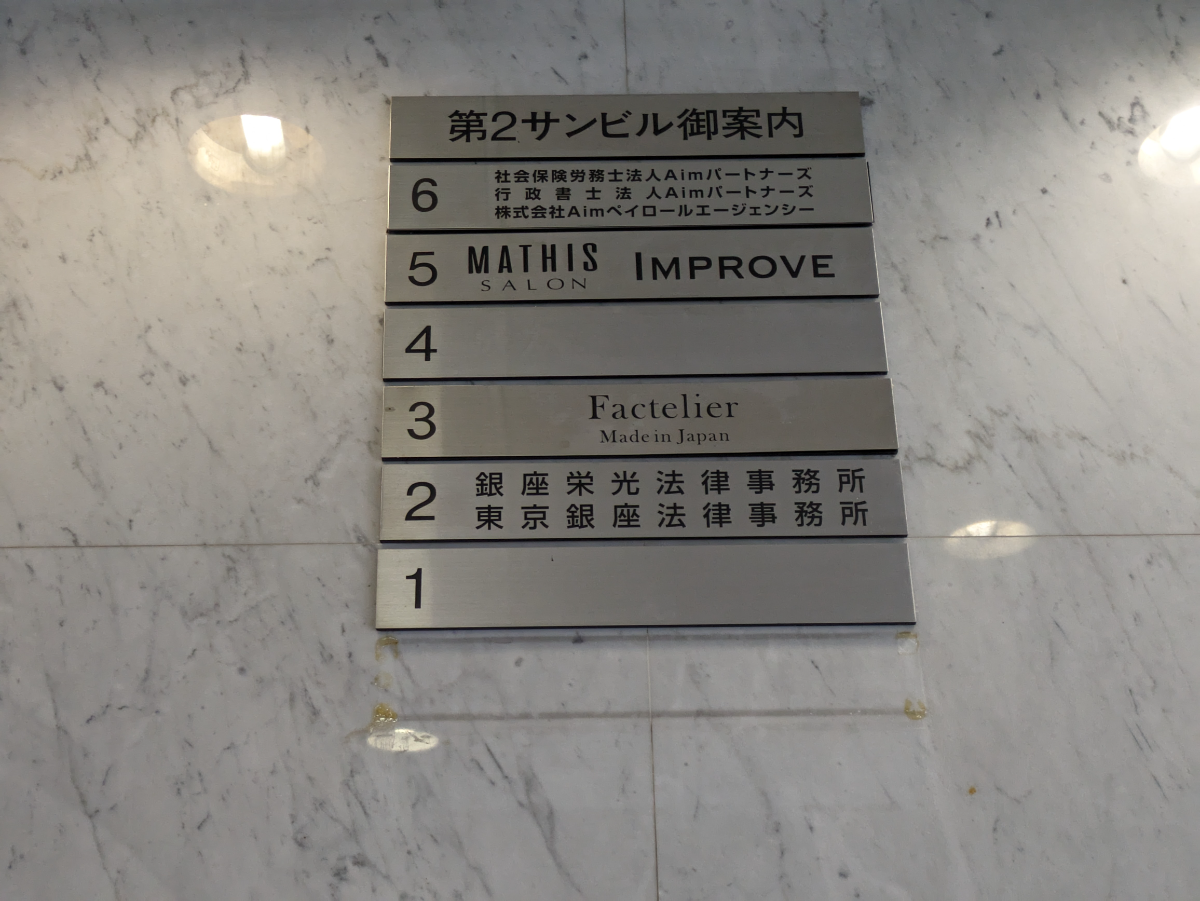 第2サンビル御案内
6
社会保険労務士法人Aimパートナーズ
行政書士法人Aimパートナーズ
株式会社Aimペイロールエージェンシー
5
MATHIS
SALON
IMPROVE
4
3
Factelier
Made in Japan
2
銀座栄光法律事務所
東京銀座法律事務所
1